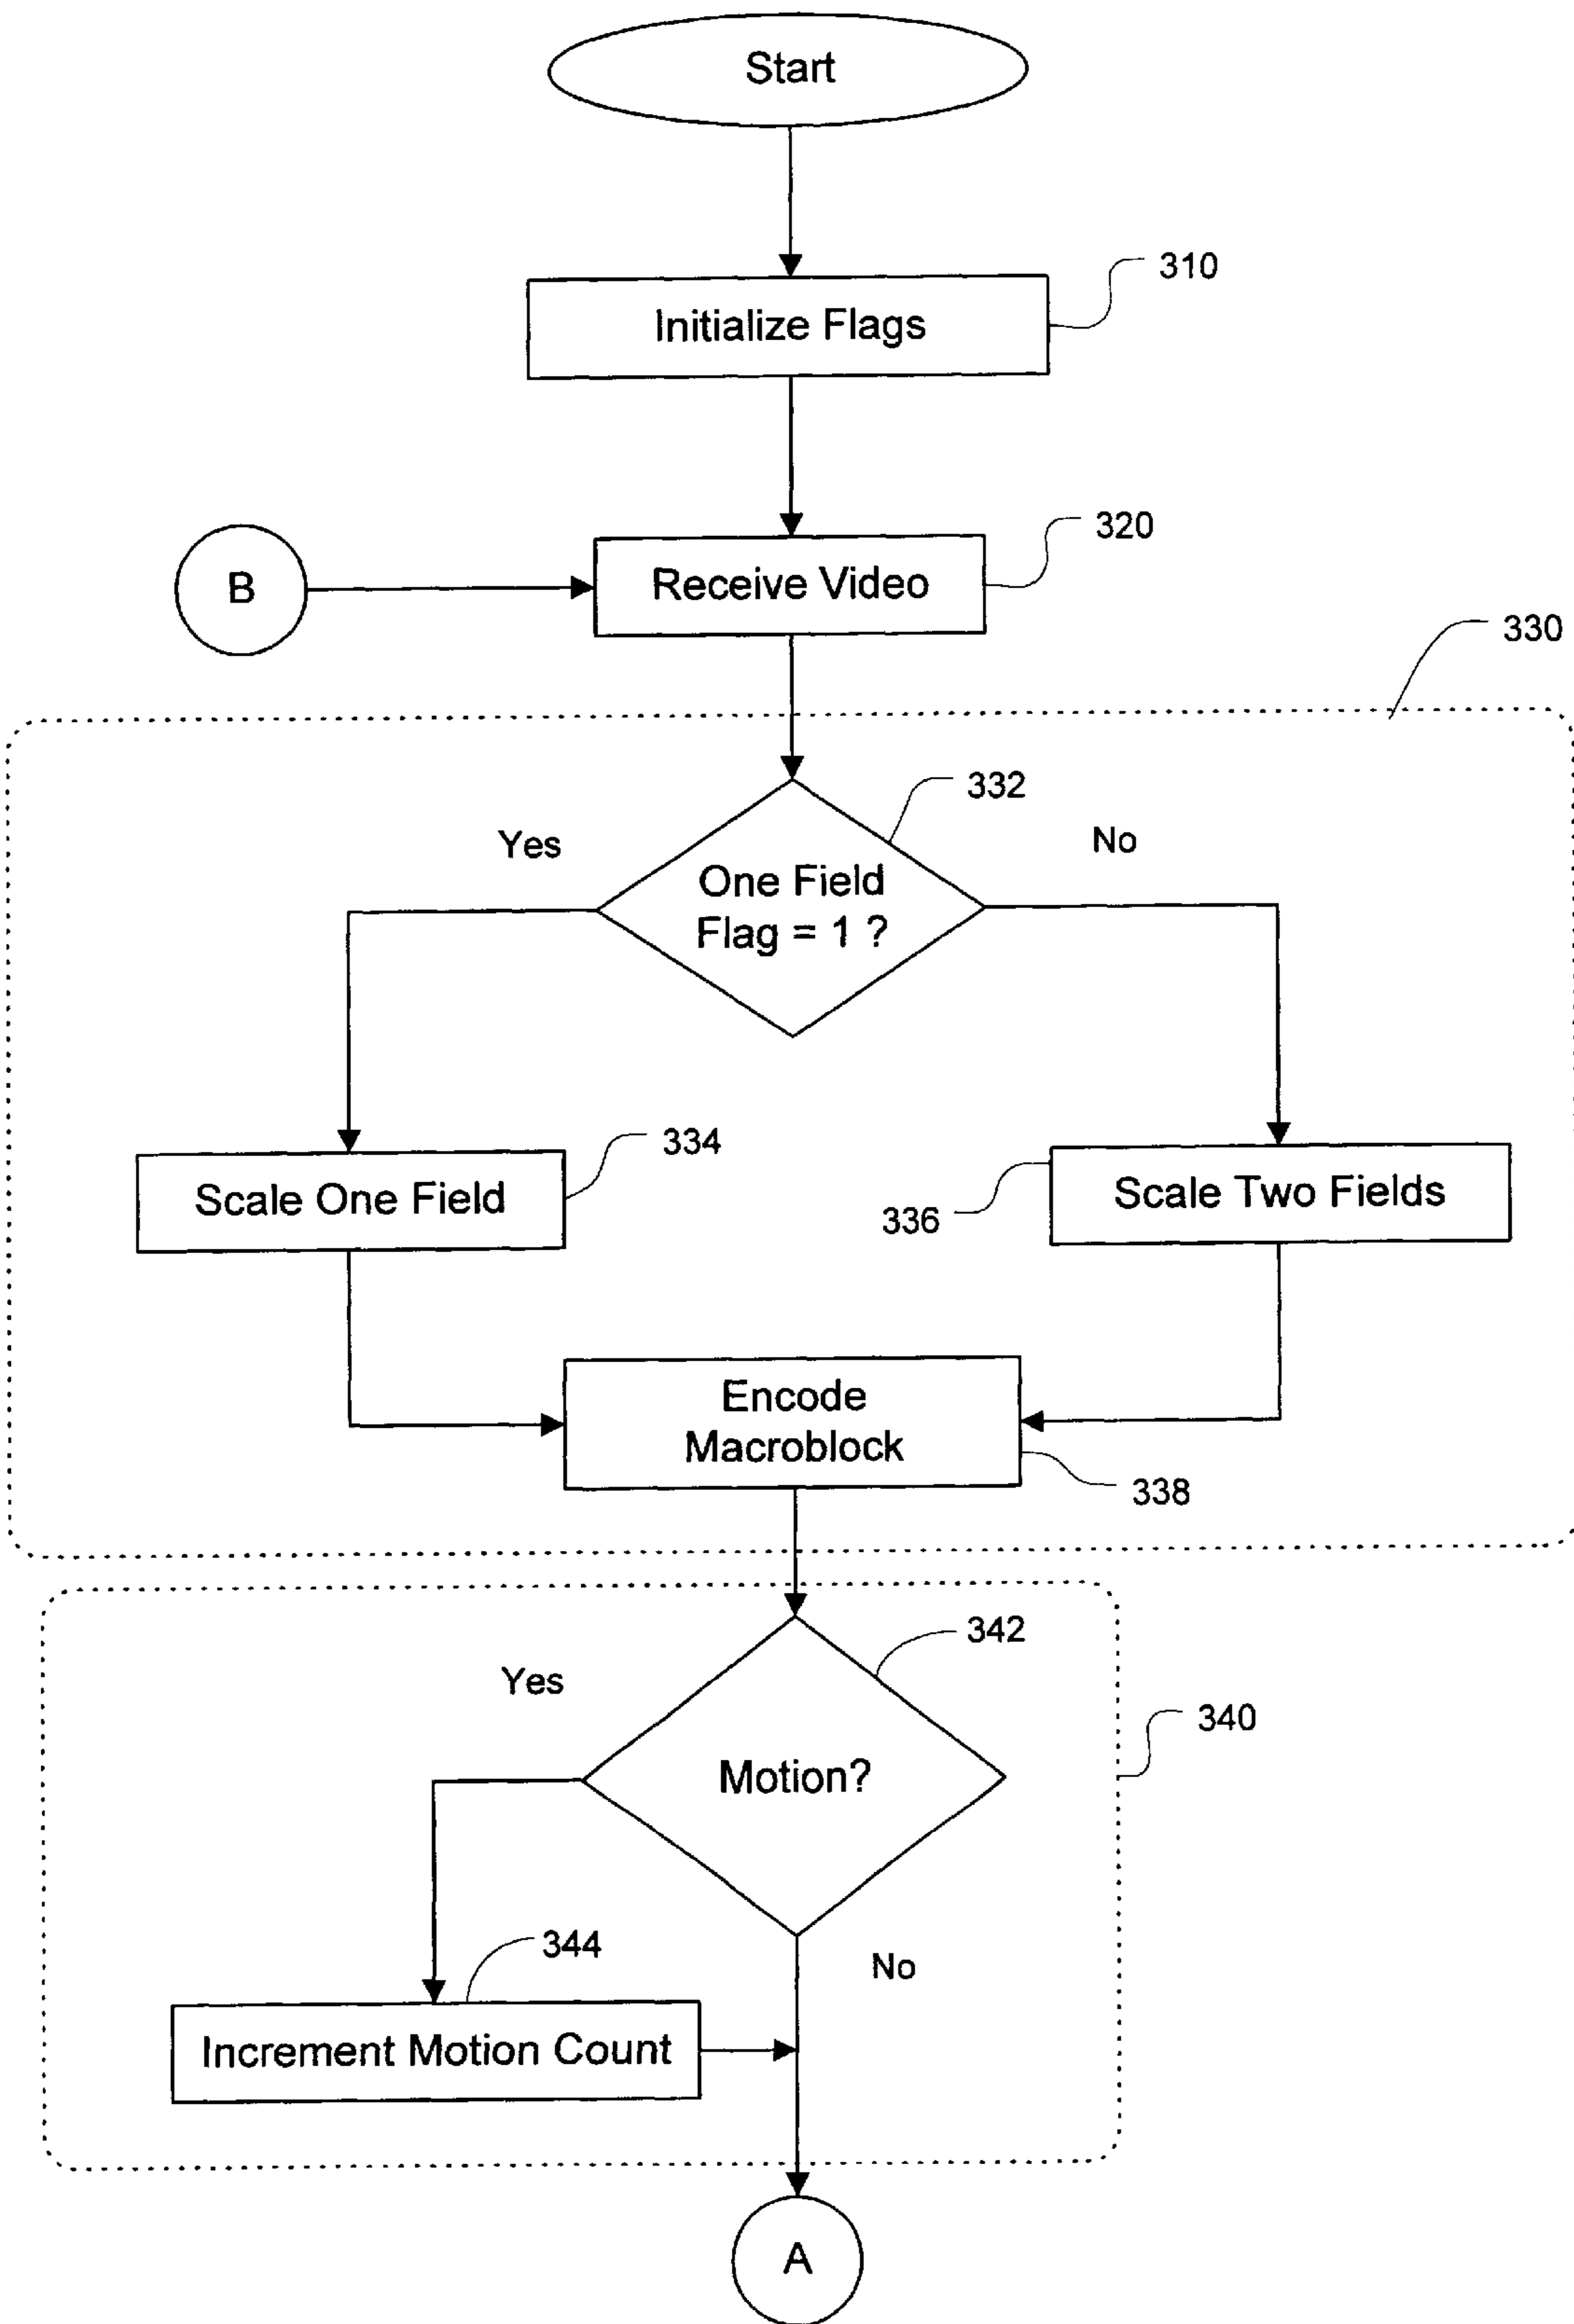 Start
310
Initialize Flags
320
B
Receive Video
330
332
Yes
No
One Field
Flag = 1 ?
334
Scale One Field
336
Scale Two Fields
Encode
Macroblock
338
342
Yes
340
Motion?
344
No
Increment Motion Count
A